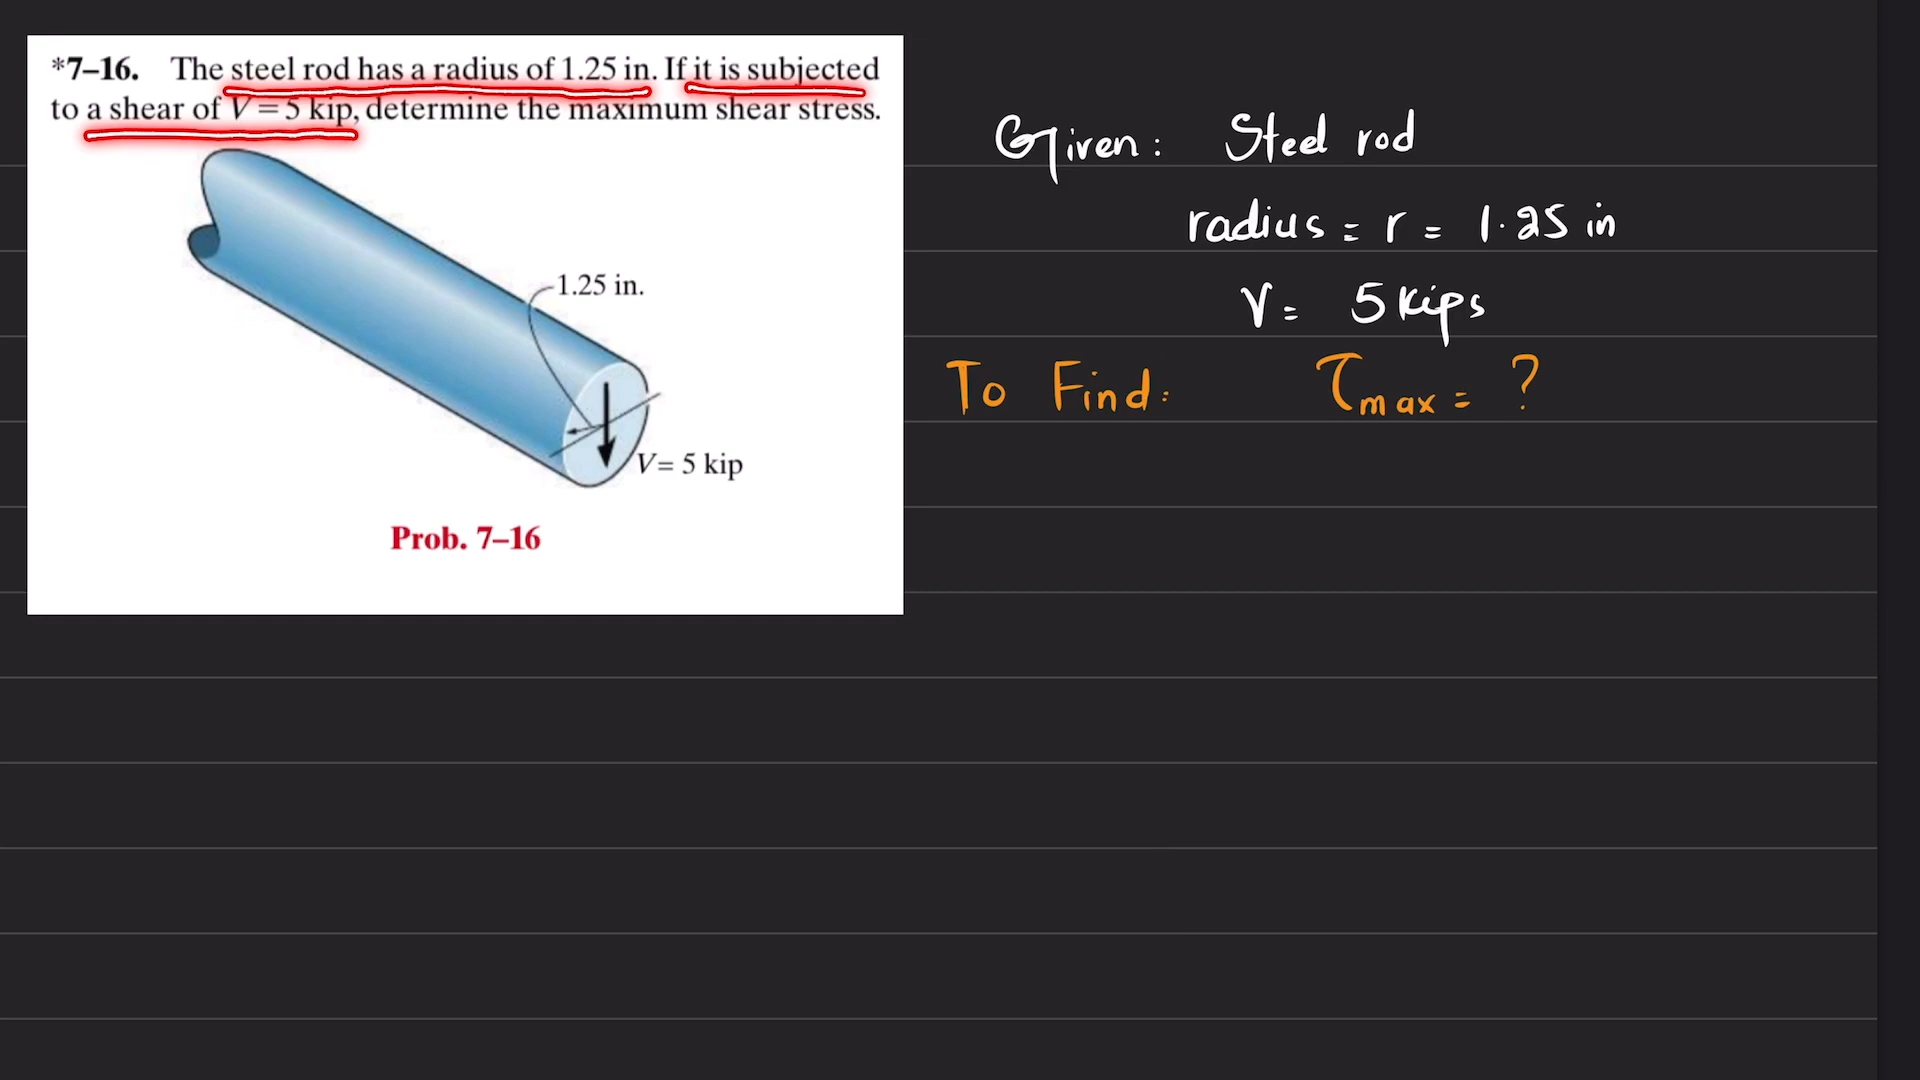 *7–16. The steel rod has a radius of 1.25 in. If it is subjected
to a shear of V = 5 kip, determine the maximum shear stress.
1.25 in.
V = 5 kip
Prob. 7–16
Given: Steel rod
radius = r = 1.25 in
V = 5 kips
To Find: τmax = ?